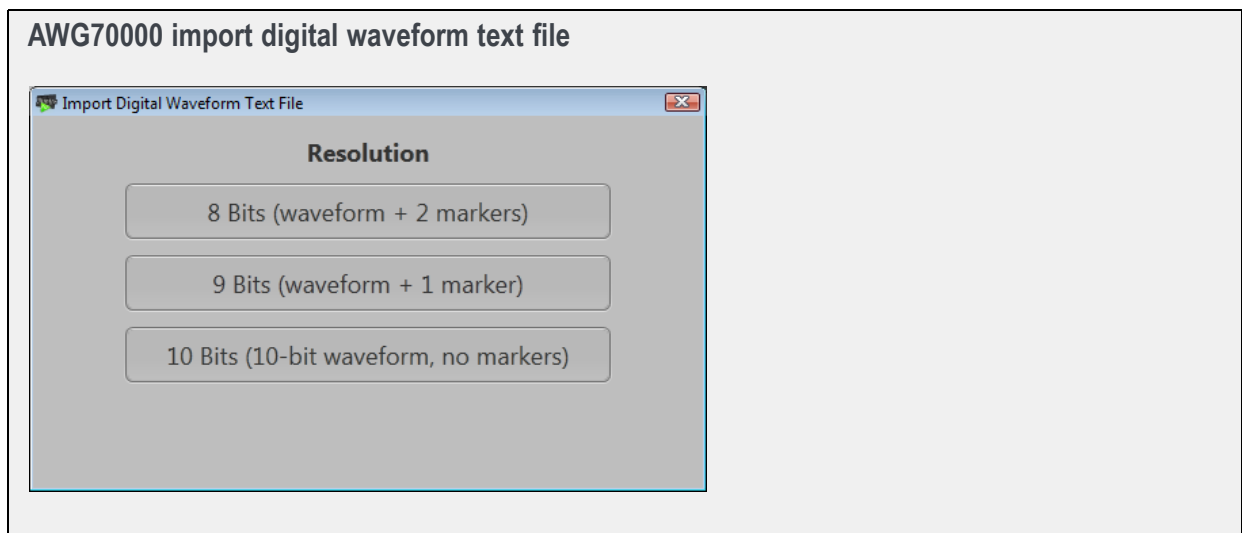 AWG70000 import digital waveform text file
Import Digital Waveform Text File
Resolution
8 Bits (waveform + 2 markers)
9 Bits (waveform + 1 marker)
10 Bits (10-bit waveform, no markers)